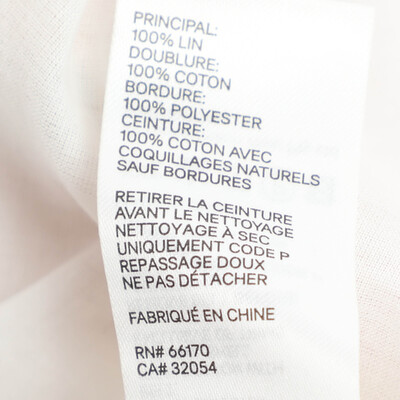 PRINCIPAL:
100% LIN
DOUBLURE:
100% COTON
BORDURE:
100% POLYESTER
CEINTURE:
100% COTON AVEC
COQUILLAGES NATURELS
SAUF BORDURES
RETIRER LA CEINTURE
AVANT LE NETTOYAGE
NETTOYAGE À SEC
UNIQUEMENT CODE P
REPASSAGE DOUX
NE PAS DÉTACHER
FABRIQUÉ EN CHINE
RN# 66170
CA# 32054